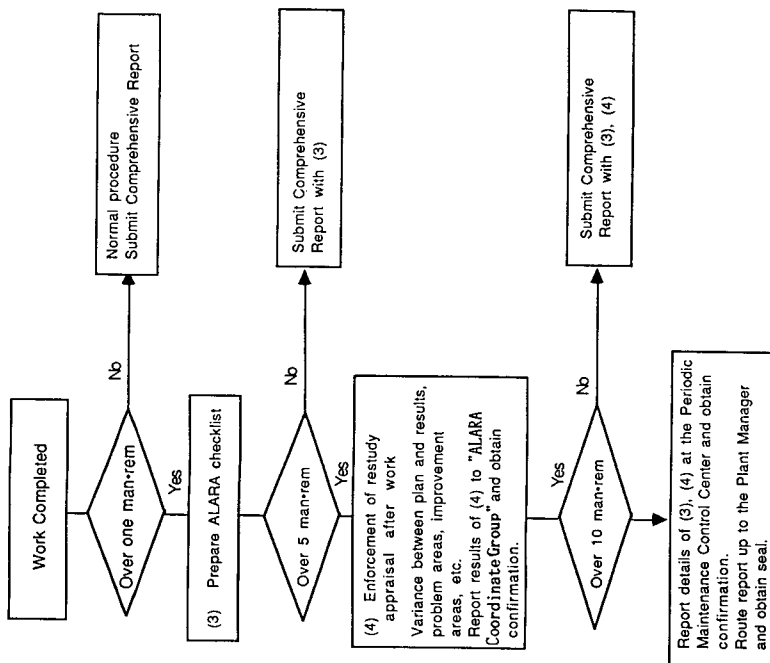 Work Completed
Over one man•rem
No
Normal procedure
Submit Comprehensive Report
Yes
(3) Prepare ALARA checklist
Over 5 man•rem
No
Submit Comprehensive
Report with (3)
Yes
(4) Enforcement of restudy
appraisal after work
Variance between plan and results,
problem areas, improvement
areas, etc.
Report results of (4) to "ALARA
CoordinateGroup" and obtain
confirmation.
Yes
Over 10 man•rem
No
Submit Comprehensive
Report with (3), (4)
Report details of (3), (4) at the Periodic
Maintenance Control Center and obtain
confirmation.
Route report up to the Plant Manager
and obtain seal.